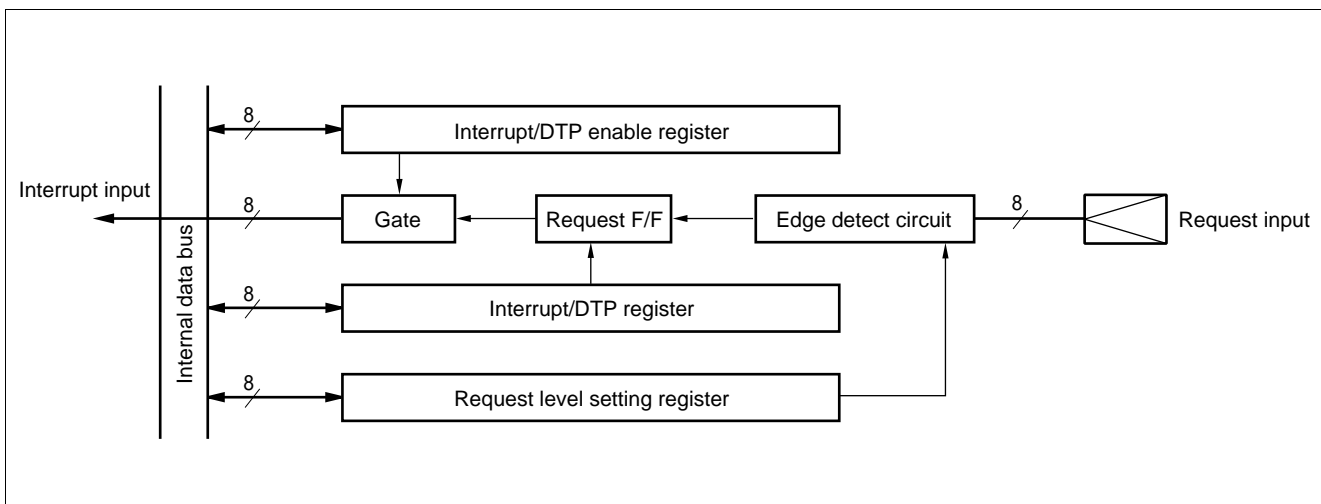 8
Interrupt/DTP enable register
Interrupt input
8
Gate
Request F/F
Edge detect circuit
8
Request input
Internal data bus
8
Interrupt/DTP register
8
Request level setting register